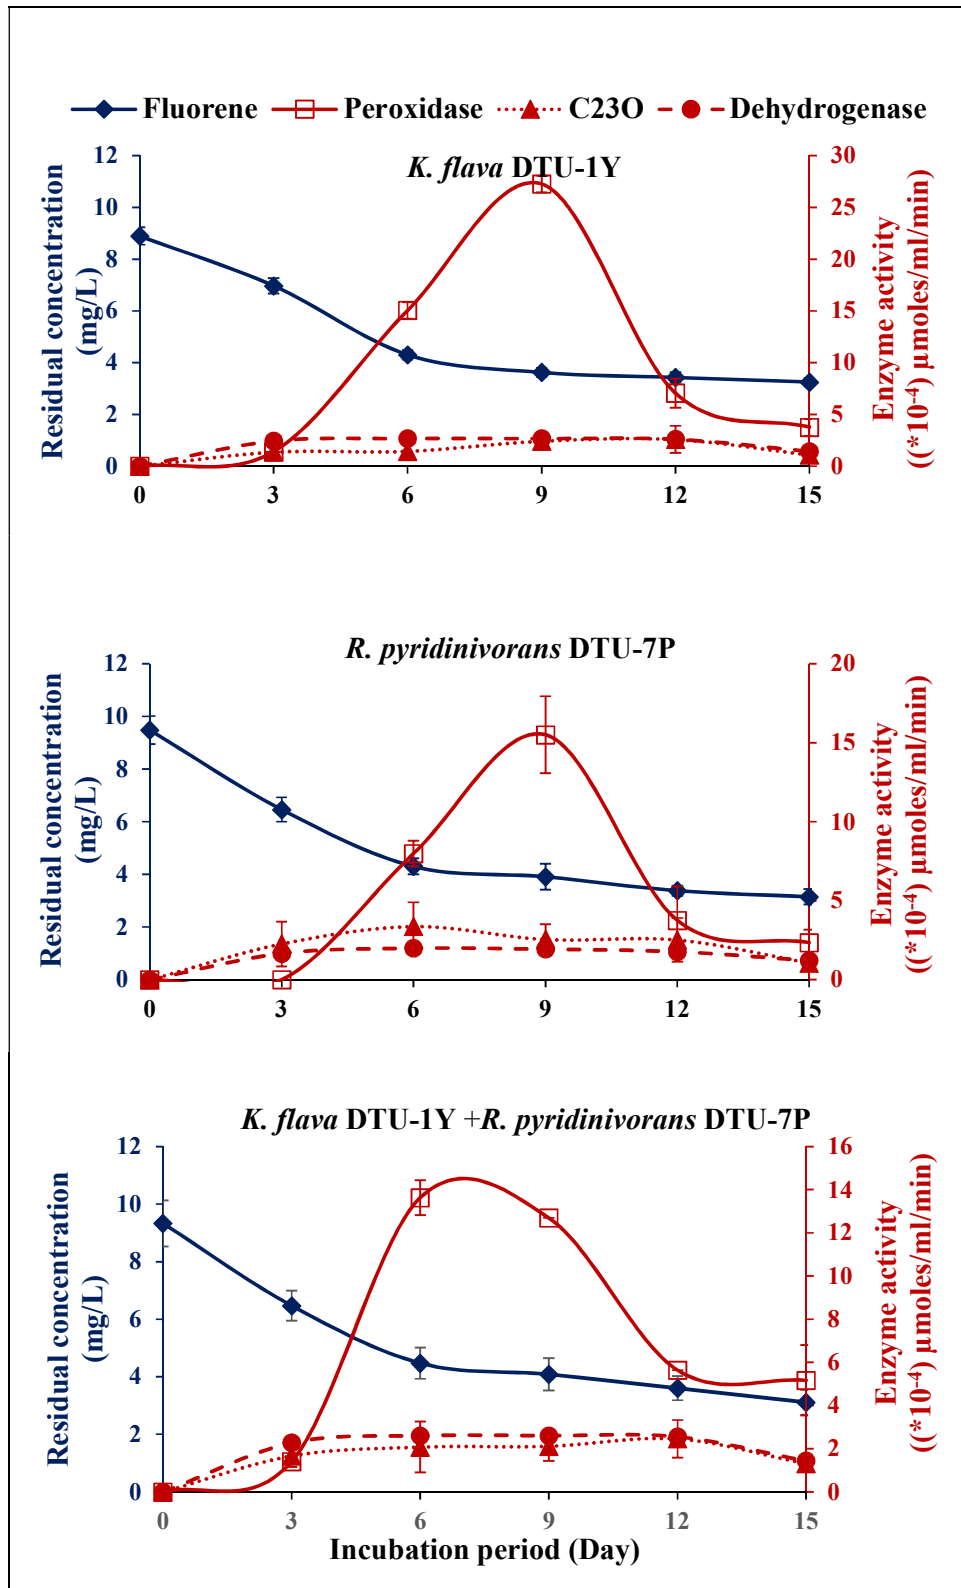 Fluorene Peroxidase C23O Dehydrogenase
K. flava DTU-1Y
Residual concentration
(mg/L)
12
10
8
6
4
2
0
30
25
20
15
10
5
0
Enzyme activity
((*10-4) µmoles/ml/min
0 3 6 9 12 15
R. pyridinivorans DTU-7P
Residual concentration
(mg/L)
12
10
8
6
4
2
0
20
15
10
5
0
Enzyme activity
((*10-4) µmoles/ml/min
0 3 6 9 12 15
K. flava DTU-1Y +R. pyridinivorans DTU-7P
Residual concentration
(mg/L)
12
10
8
6
4
2
0
16
14
12
10
8
6
4
2
0
Enzyme activity
((*10-4) µmoles/ml/min
0 3 6 9 12 15
Incubation period (Day)